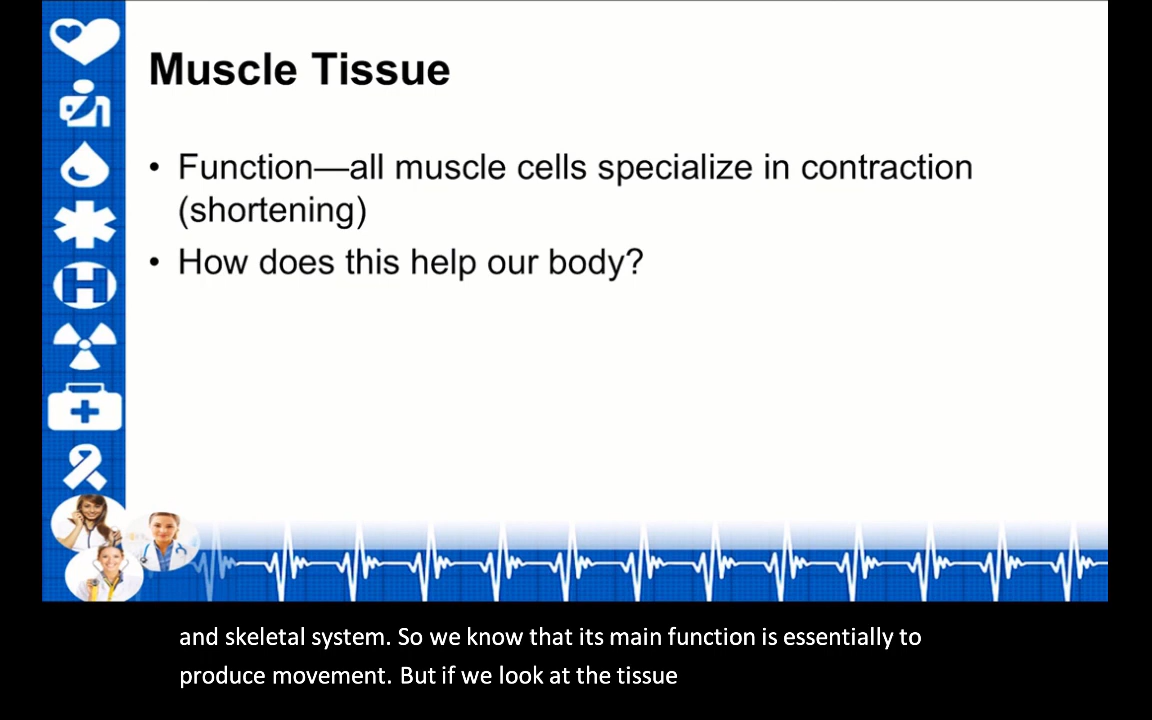 Muscle Tissue
• Function—all muscle cells specialize in contraction
(shortening)
• How does this help our body?
H
and skeletal system. So we know that its main function is essentially to
produce movement. But if we look at the tissue